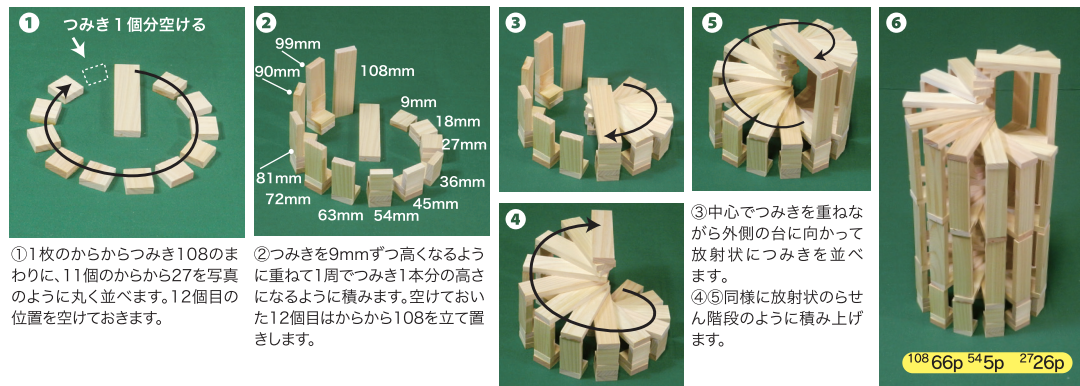 1
つみき1個分空ける
①1枚のからからつみき108のま
わりに、11個のからから27を写真
のように丸く並べます。12個目の
位置を空けておきます。
2
99mm
90mm
108mm
9mm
18mm
27mm
36mm
45mm
54mm
63mm
72mm
81mm
②つみきを9mmずつ高くなるよう
に重ねて1周でつみき1本分の高さ
になるように積みます。空けておい
た12個目はからから108を立て置
きします。
3
4
5
③中心でつみきを重ねな
がら外側の台に向かって
放射状につみきを並べ
ます。
④⑤同様に放射状のらせ
ん階段のように積み上げ
ます。
6
108 66p 54 5p 27 26p